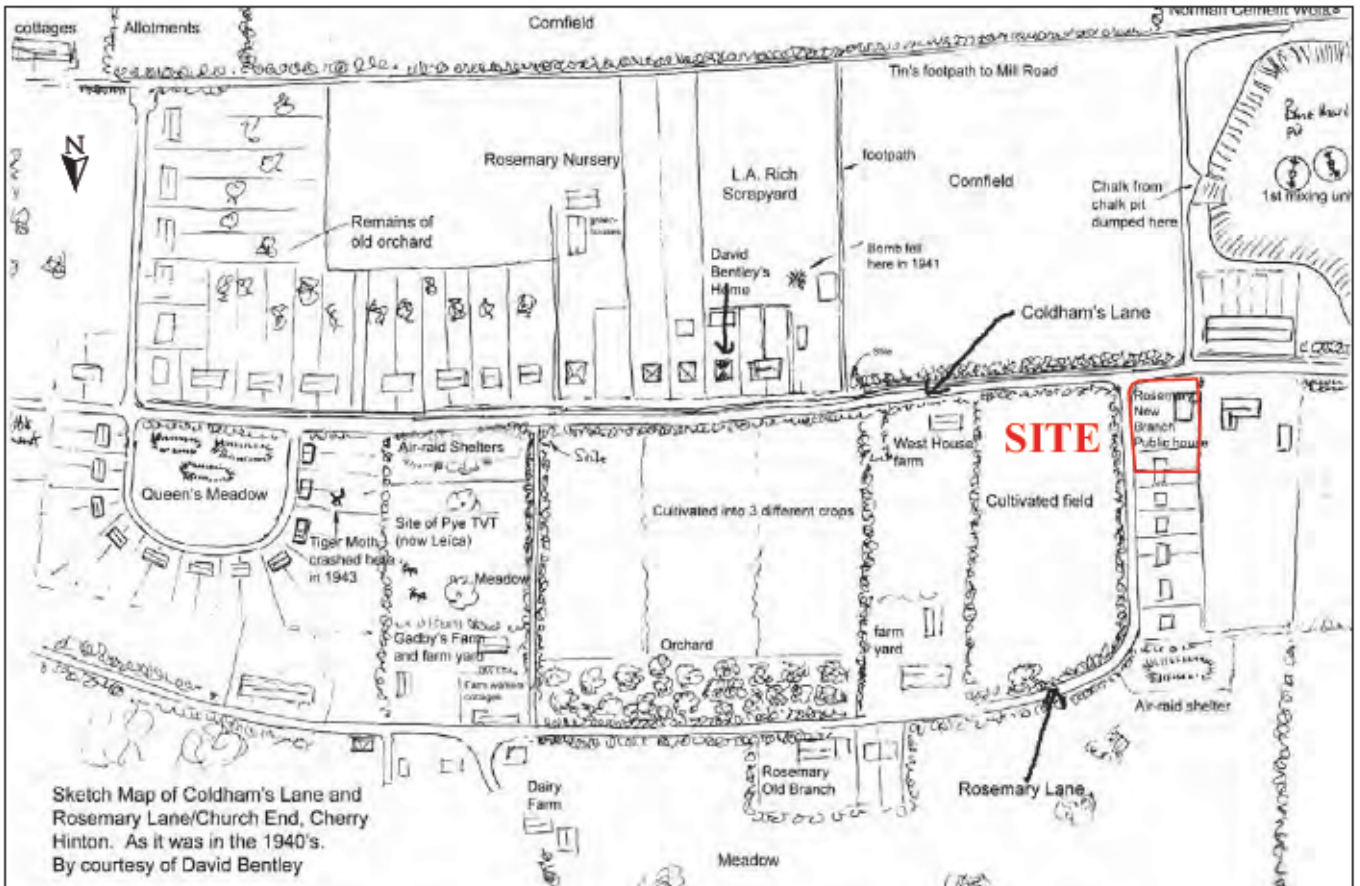 cottages
Allotments
Cornfield
Norman Cement Works
Tin's footpath to Mill Road
N
Rosemary Nursery
L.A. Rich
Scrapyard
footpath
Cornfield
pit
1st mixing
Chalk from
chalk pit
dumped here
Remains of
old orchard
Bomb fell
here in 1941
David
Bentley's
Home
Coldham's Lane
Stile
Rosemary
New
Branch
Public house
SITE
West House
farm
Air-raid Shelters
Queen's Meadow
Cultivated into 3 different crops
Cultivated field
Site of Pye TVT
(now Leica)
Tiger Moth
crashed here
in 1943
Meadow
Gadby's Farm
and farm yard
Farm workers
cottages
Orchard
farm
yard
Air-raid shelter
Rosemary
Old Branch
Rosemary Lane
Dairy
Farm
Meadow
Sketch Map of Coldham's Lane and
Rosemary Lane/Church End, Cherry
Hinton. As it was in the 1940's.
By courtesy of David Bentley